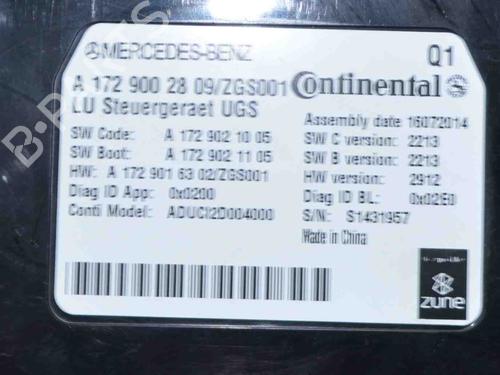 MERCEDES-BENZ Q1
A 172 900 28 09/ZGS001 Continental
LU Steuergeraet UGS
Assembly date: 16072014
SW Code: A 172 902 10 05 SW C version: 2213
SW Boot: A 172 902 11 05 SW B version: 2213
HW: A 172 901 63 02/ZGS001 HW version: 2912
Diag ID App: 0x0200 Diag ID BL: 0x02E0
Conti Model: ADUCI2D004000 S/N: S1431957
Made in China
zune